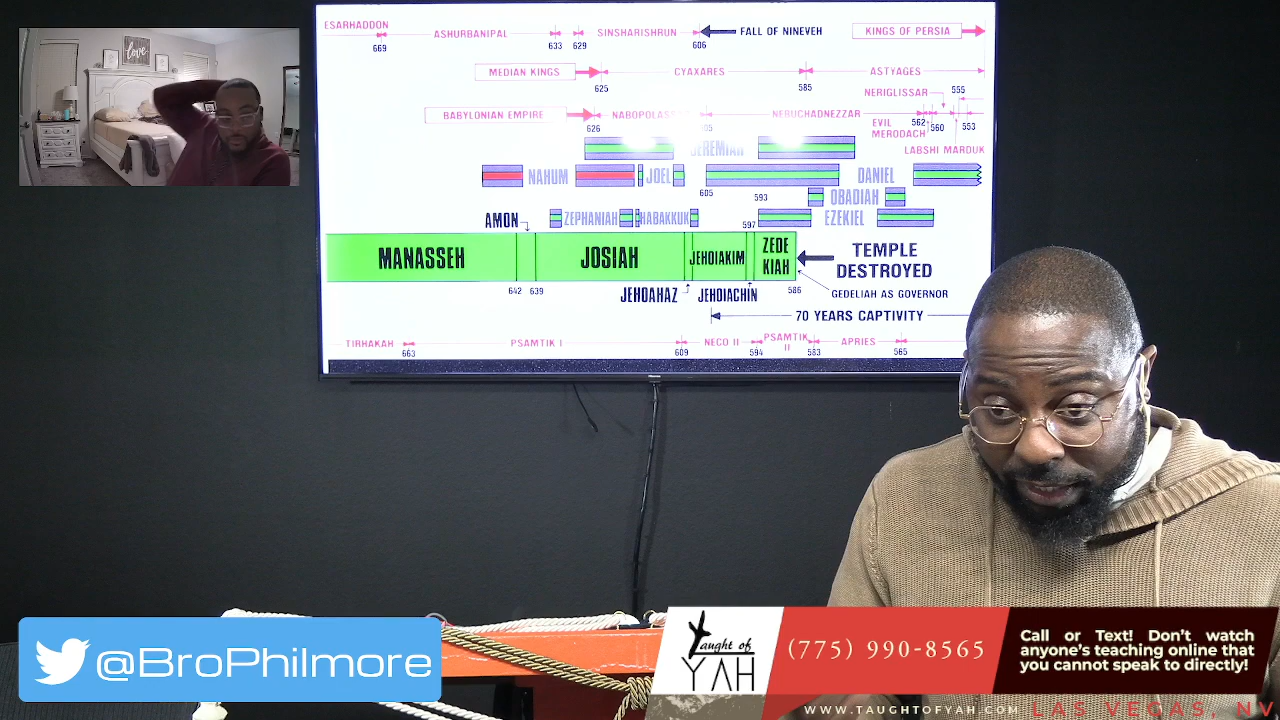 love
ESARHADDON
669
ASHURBANIPAL
633
629
SINSHARISHRUN
606
FALL OF NINEVEH
KINGS OF PERSIA
MEDIAN KINGS
625
CYAXARES
585
ASTYAGES
BABYLONIAN EMPIRE
626
NEBUCHADNEZZAR
NERIGLISSAR
555
562
560
553
EVIL
MERODACH
LABSHI MARDUK
JEREMIAH
NAHUM
JOEL
605
593
DANIEL
OBADIAH
AMON
ZEPHANIAH
HABAKKUK
597
EZEKIEL
MANASSEH
JOSIAH
JEHOIAKIM
ZEDE
KIAH
TEMPLE
DESTROYED
642
639
JEHOAHAZ
JEHOIACHIN
586
GEDELIAH AS GOVERNOR
70 YEARS CAPTIVITY
TIRHAKAH
663
PSAMTIK I
609
NECO II
594
PSAMTIK
II
583
APRIES
565
@BroPhilmore
Taught of
YAH
(775) 990-8565
Call or Text! Don't watch
anyone's teaching online that
you cannot speak to directly!
WWW.TAUGHTOFYAH.COM
LAS VEGAS, NV